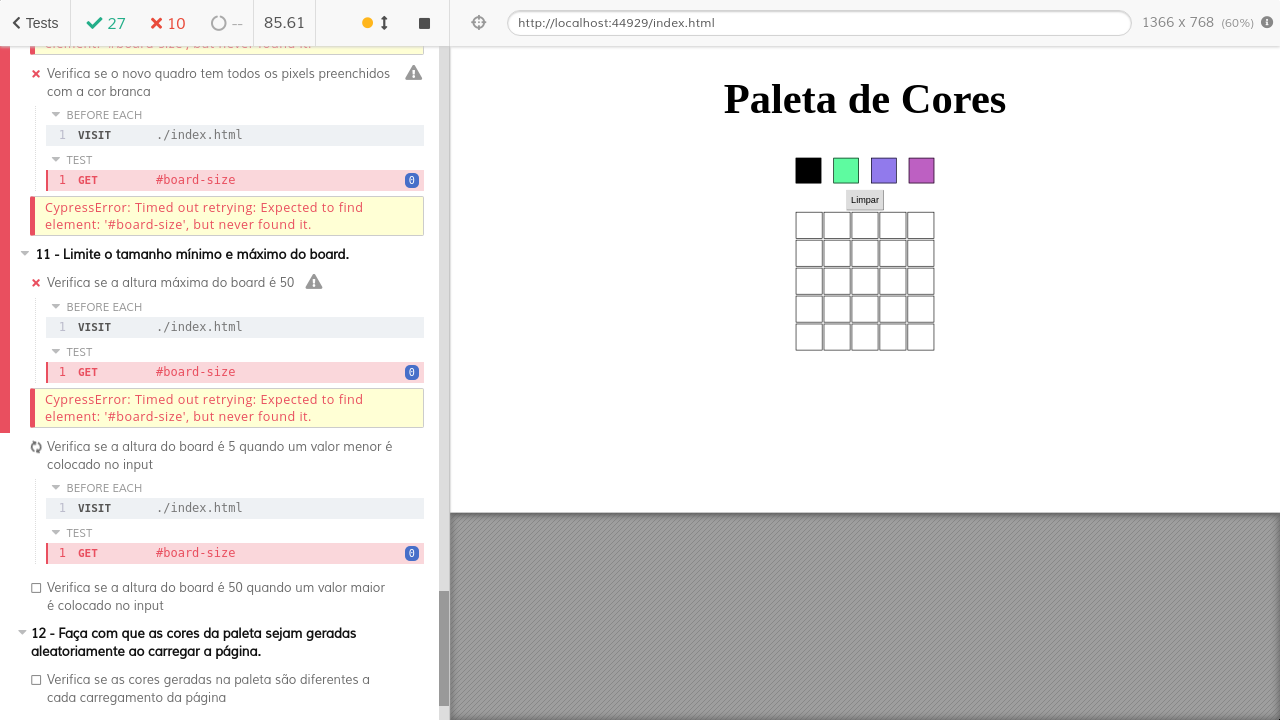 Tests
27
10
--
85.61
http://localhost:44929/index.html
1366 x 768 (60%)
element: '#board-size', but never found it.
Verifica se o novo quadro tem todos os pixels preenchidos
com a cor branca
BEFORE EACH
1 VISIT ./index.html
TEST
1 GET #board-size 0
CypressError: Timed out retrying: Expected to find
element: '#board-size', but never found it.
11 - Limite o tamanho mínimo e máximo do board.
Verifica se a altura máxima do board é 50
BEFORE EACH
1 VISIT ./index.html
TEST
1 GET #board-size 0
CypressError: Timed out retrying: Expected to find
element: '#board-size', but never found it.
Verifica se a altura do board é 5 quando um valor menor é
colocado no input
BEFORE EACH
1 VISIT ./index.html
TEST
1 GET #board-size 0
Verifica se a altura do board é 50 quando um valor maior
é colocado no input
12 - Faça com que as cores da paleta sejam geradas
aleatoriamente ao carregar a página.
Verifica se as cores geradas na paleta são diferentes a
cada carregamento da página
Paleta de Cores
Limpar